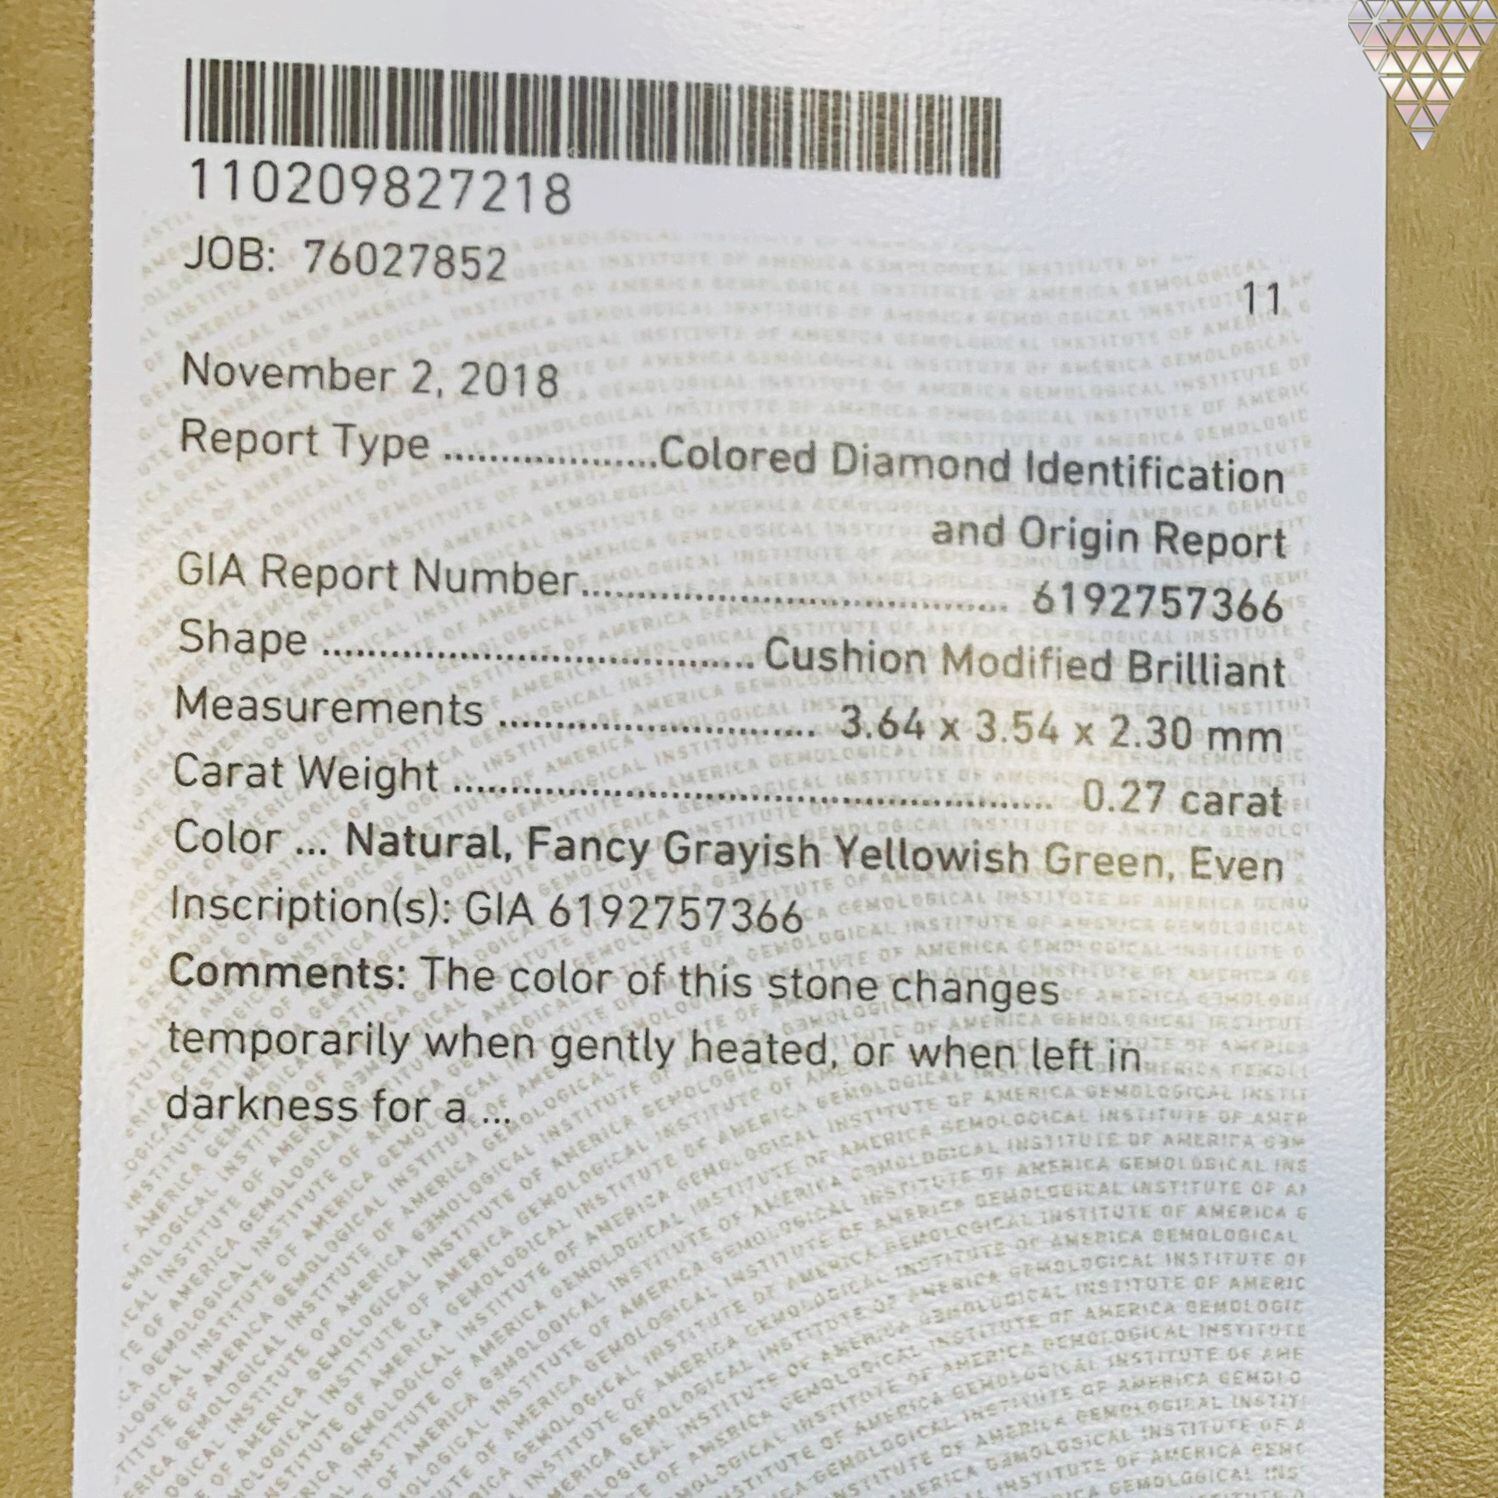 110209827218
JOB: 76027852
11
November 2, 2018
Report Type ...................Colored Diamond Identification
and Origin Report
GIA Report Number.................................... 6192757366
Shape .................................... Cushion Modified Brilliant
Measurements ........................... 3.64 x 3.54 x 2.30 mm
Carat Weight .................................................. 0.27 carat
Color ... Natural, Fancy Grayish Yellowish Green, Even
Inscription(s): GIA 6192757366
Comments: The color of this stone changes
temporarily when gently heated, or when left in
darkness for a ...